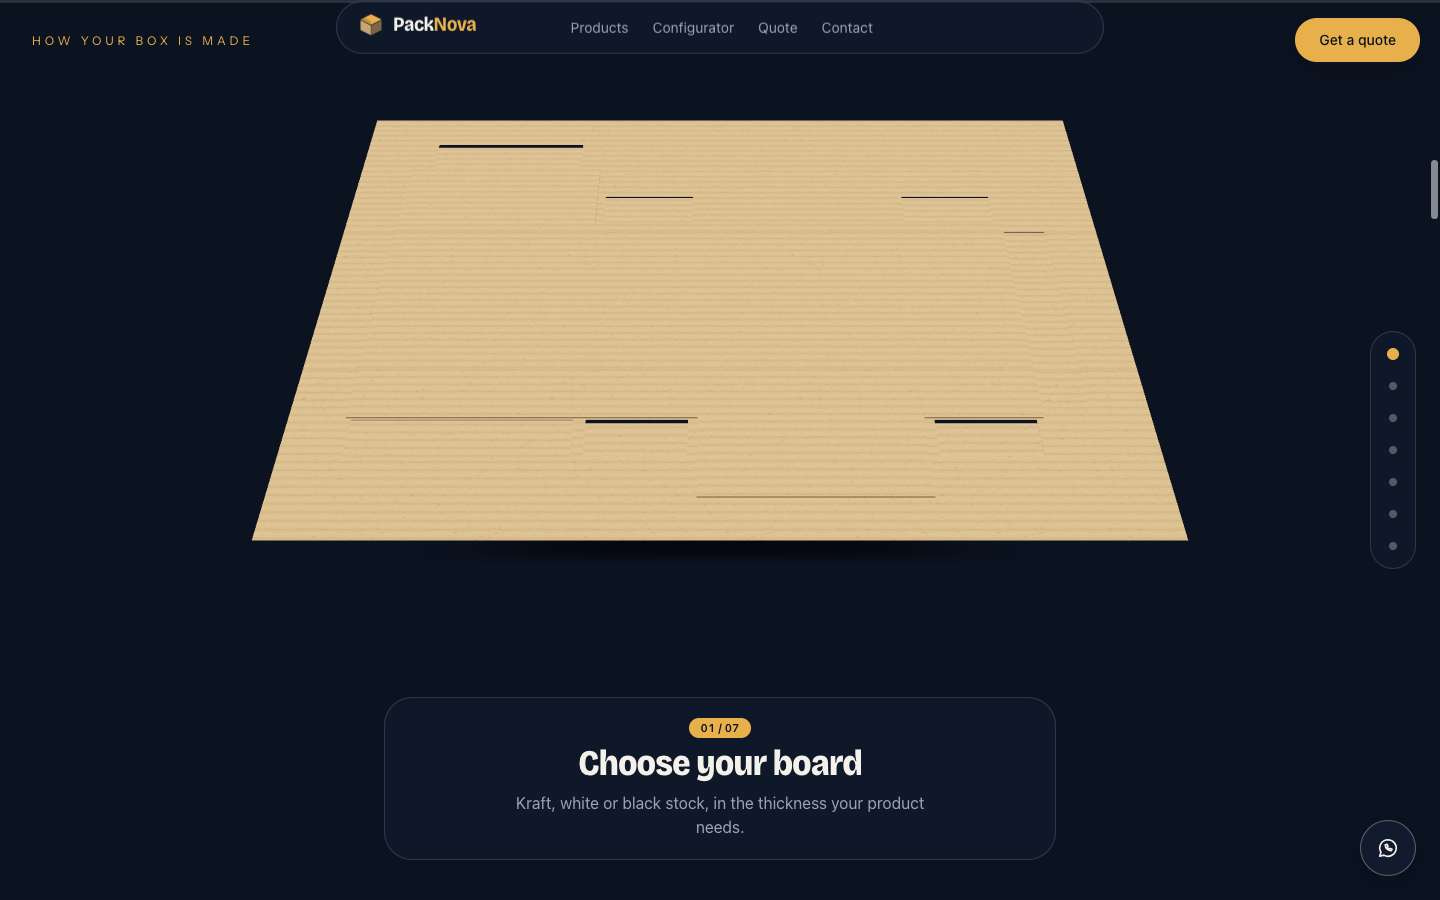 HOW YOUR BOX IS MADE
PackNova
Products
Configurator
Quote
Contact
Get a quote
01 / 07
Choose your board
Kraft, white or black stock, in the thickness your product
needs.